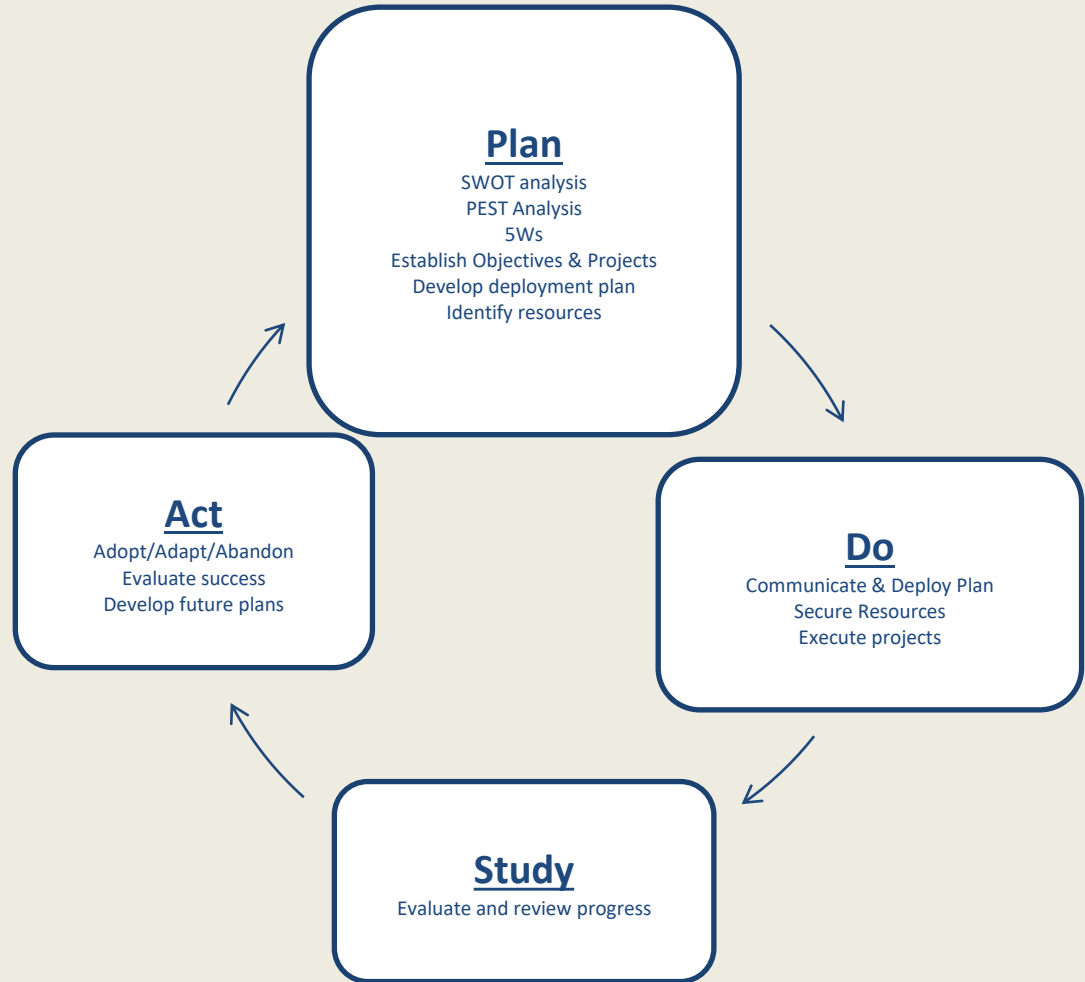 Plan
SWOT analysis
PEST Analysis
5Ws
Establish Objectives & Projects
Develop deployment plan
Identify resources
Do
Communicate & Deploy Plan
Secure Resources
Execute projects
Study
Evaluate and review progress
Act
Adopt/Adapt/Abandon
Evaluate success
Develop future plans